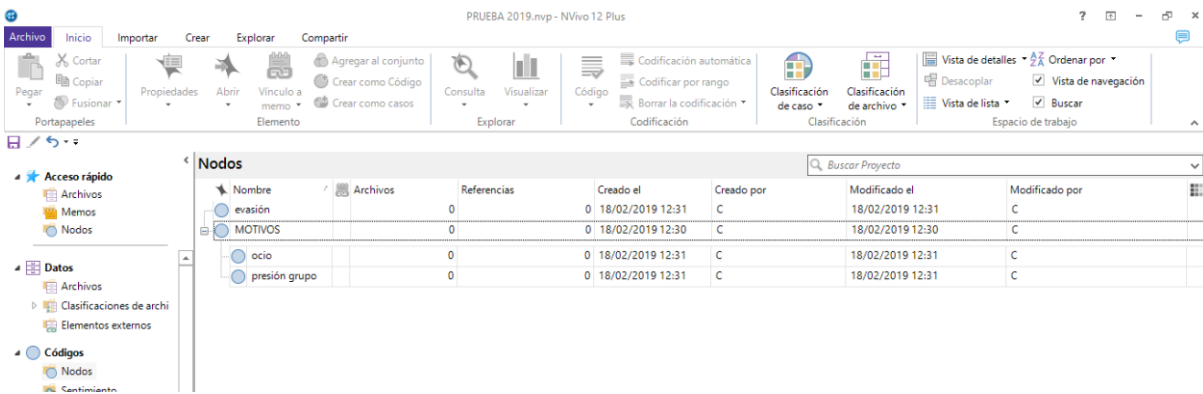 PRUEBA 2019.nvp - NVivo 12 Plus
Archivo Inicio Importar Crear Explorar Compartir
Pegar
Cortar
Copiar
Fusionar
Portapapeles
Propiedades
Abrir
Vínculo a
memo
Agregar al conjunto
Crear como Código
Crear como casos
Elemento
Consulta
Visualizar
Explorar
Código
Codificación automática
Codificar por rango
Borrar la codificación
Codificación
Clasificación
de caso
Clasificación
de archivo
Clasificación
Vista de detalles
Ordenar por
Desacoplar
Vista de navegación
Vista de lista
Buscar
Espacio de trabajo
Acceso rápido
Archivos
Memos
Nodos
Datos
Archivos
Clasificaciones de archi
Elementos externos
Códigos
Nodos
Sentimiento
Nodos
Buscar Proyecto
Nombre Archivos Referencias Creado el Creado por Modificado el Modificado por
evasión 0 0 18/02/2019 12:31 C 18/02/2019 12:31 C
MOTIVOS 0 0 18/02/2019 12:30 C 18/02/2019 12:30 C
ocio 0 0 18/02/2019 12:31 C 18/02/2019 12:31 C
presión grupo 0 0 18/02/2019 12:31 C 18/02/2019 12:31 C